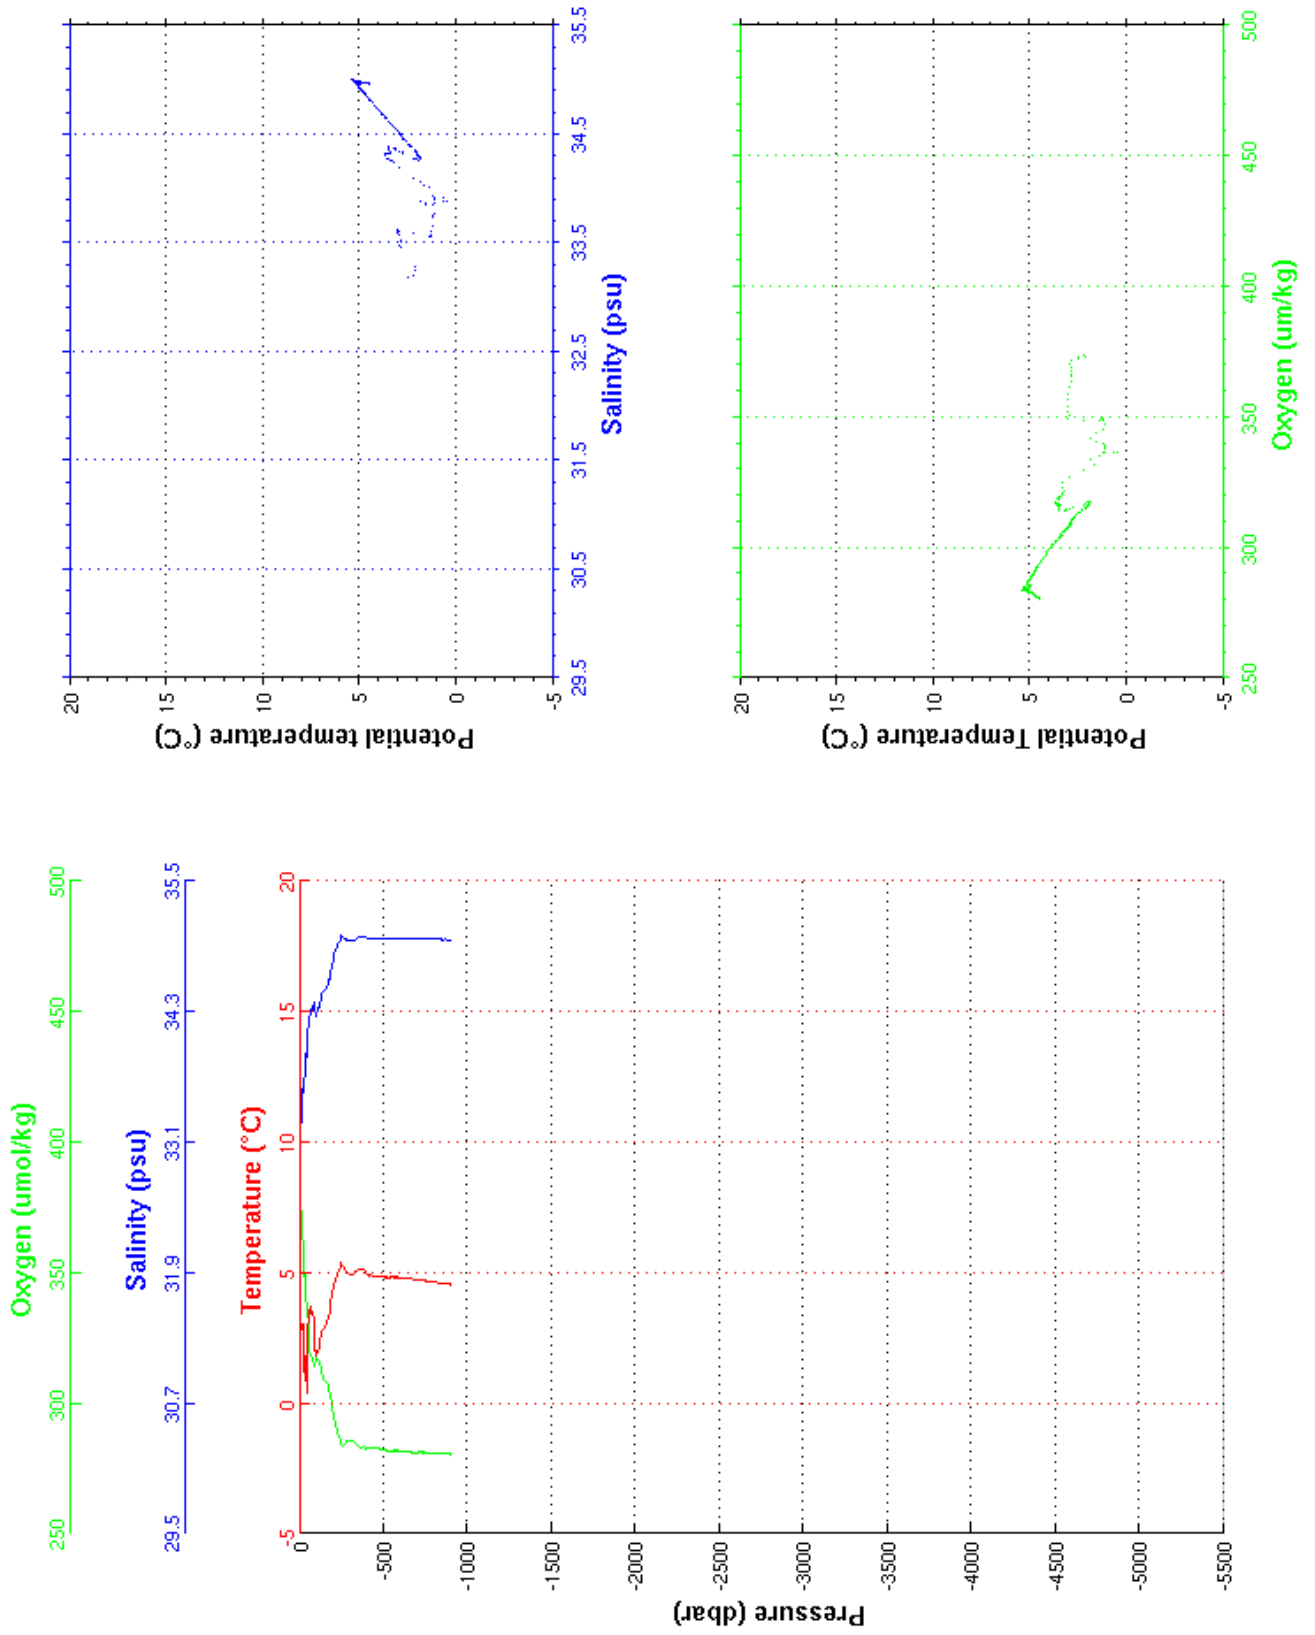 Oxygen (umol/kg)
250 300 350 400 450 500
Salinity (psu)
29.5 30.7 31.9 33.1 34.3 35.5
Temperature (°C)
-5 0 5 10 15 20
Pressure (dbar)
0
-500
-1000
-1500
-2000
-2500
-3000
-3500
-4000
-4500
-5000
-5500
Potential temperature (°C)
20
15
10
5
0
-5
29.5 30.5 31.5 32.5 33.5 34.5 35.5
Salinity (psu)
Potential Temperature (°C)
20
15
10
5
0
-5
250 300 350 400 450 500
Oxygen (um/kg)